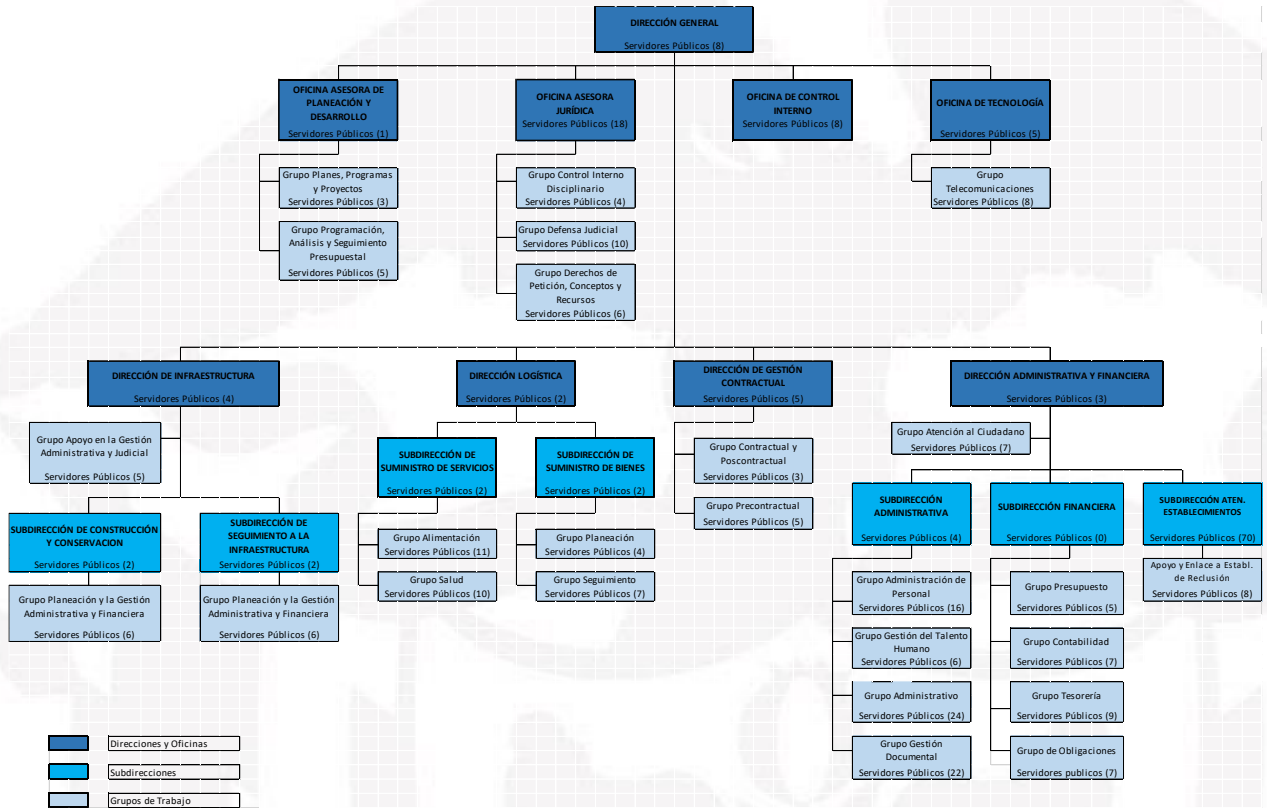 DIRECCIÓN GENERAL
Servidores Públicos (8)
OFICINA ASESORA DE
PLANEACIÓN Y
DESARROLLO
Servidores Públicos (1)
OFICINA ASESORA
JURÍDICA
Servidores Públicos (18)
OFICINA DE CONTROL
INTERNO
Servidores Públicos (8)
OFICINA DE TECNOLOGÍA
Servidores Públicos (5)
Grupo Planes, Programas
y Proyectos
Servidores Públicos (3)
Grupo Programación,
Análisis y Seguimiento
Presupuestal
Servidores Públicos (5)
Grupo Control Interno
Disciplinario
Servidores Públicos (4)
Grupo Defensa Judicial
Servidores Públicos (10)
Grupo Derechos de
Petición, Conceptos y
Recursos
Servidores Públicos (6)
Grupo
Telecomunicaciones
Servidores Públicos (8)
DIRECCIÓN DE INFRAESTRUCTURA
Servidores Públicos (4)
DIRECCIÓN LOGÍSTICA
Servidores Públicos (2)
DIRECCIÓN DE GESTIÓN
CONTRACTUAL
Servidores Públicos (5)
DIRECCIÓN ADMINISTRATIVA Y FINANCIERA
Servidores Públicos (3)
Grupo Apoyo en la Gestión
Administrativa y Judicial
Servidores Públicos (5)
SUBDIRECCIÓN DE CONSTRUCCIÓN
Y CONSERVACION
Servidores Públicos (2)
SUBDIRECCIÓN DE
SEGUIMIENTO A LA
INFRAESTRUCTURA
Servidores Públicos (2)
Grupo Planeación y la Gestión
Administrativa y Financiera
Servidores Públicos (6)
Grupo Planeación y la Gestión
Administrativa y Financiera
Servidores Públicos (6)
SUBDIRECCIÓN DE
SUMINISTRO DE SERVICIOS
Servidores Públicos (2)
SUBDIRECCIÓN DE
SUMINISTRO DE BIENES
Servidores Públicos (2)
Grupo Alimentación
Servidores Públicos (11)
Grupo Salud
Servidores Públicos (10)
Grupo Planeación
Servidores Públicos (4)
Grupo Seguimiento
Servidores Públicos (7)
Grupo Contractual y
Poscontractual
Servidores Públicos (3)
Grupo Precontractual
Servidores Públicos (5)
Grupo Atención al Ciudadano
Servidores Públicos (7)
SUBDIRECCIÓN
ADMINISTRATIVA
Servidores Públicos (4)
SUBDIRECCIÓN FINANCIERA
Servidores Públicos (0)
SUBDIRECCIÓN ATEN.
ESTABLECIMIENTOS
Servidores Públicos (70)
Grupo Administración de
Personal
Servidores Públicos (16)
Grupo Gestión del Talento
Humano
Servidores Públicos (6)
Grupo Administrativo
Servidores Públicos (24)
Grupo Gestión
Documental
Servidores Públicos (22)
Grupo Presupuesto
Servidores Públicos (5)
Grupo Contabilidad
Servidores Públicos (7)
Grupo Tesorería
Servidores Públicos (9)
Grupo de Obligaciones
Servidores publicos (7)
Apoyo y Enlace a Establ.
de Reclusión
Servidores Públicos (8)
Direcciones y Oficinas
Subdirecciones
Grupos de Trabajo